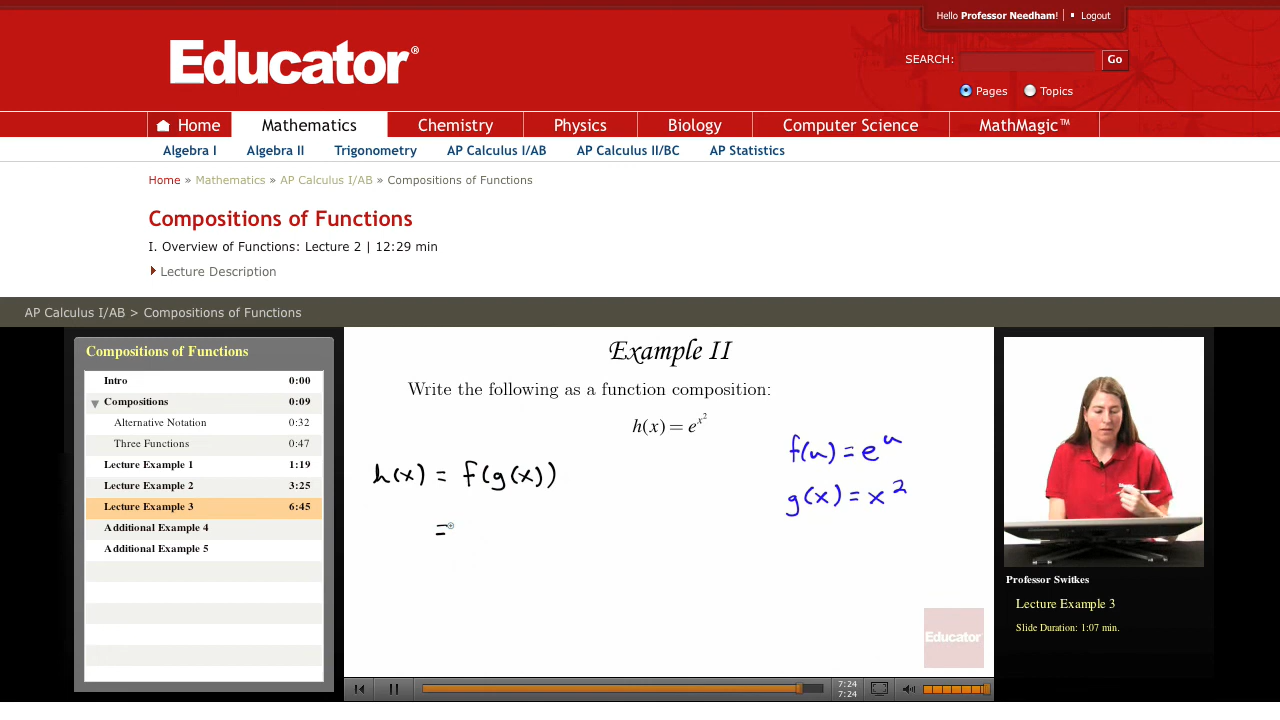 Hello Professor Needham! | ▪ Logout
Educator®
SEARCH: Go
Pages Topics
Home Mathematics Chemistry Physics Biology Computer Science MathMagic™
Algebra I Algebra II Trigonometry AP Calculus I/AB AP Calculus II/BC AP Statistics
Home » Mathematics » AP Calculus I/AB » Compositions of Functions
Compositions of Functions
I. Overview of Functions: Lecture 2 | 12:29 min
Lecture Description
AP Calculus I/AB > Compositions of Functions
Compositions of Functions
Intro 0:00
Compositions 0:09
Alternative Notation 0:32
Three Functions 0:47
Lecture Example 1 1:19
Lecture Example 2 3:25
Lecture Example 3 6:45
Additional Example 4
Additional Example 5
Example II
Write the following as a function composition:
h(x) = e^{x^2}
h(x) = f(g(x))
=
f(u) = e^u
g(x) = x^2
Educator
7:24
7:24
Professor Switkes
Lecture Example 3
Slide Duration: 1:07 min.